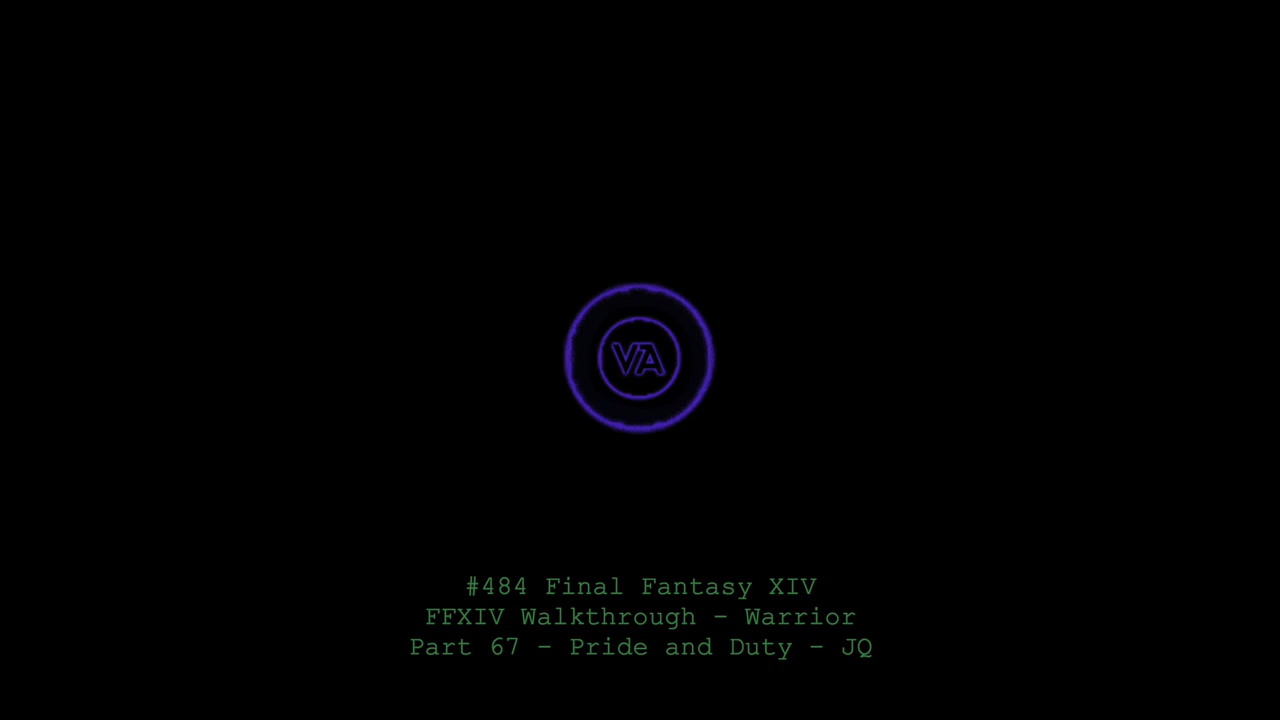 VA
#484 Final Fantasy XIV
FFXIV Walkthrough - Warrior
Part 67 - Pride and Duty - JQ